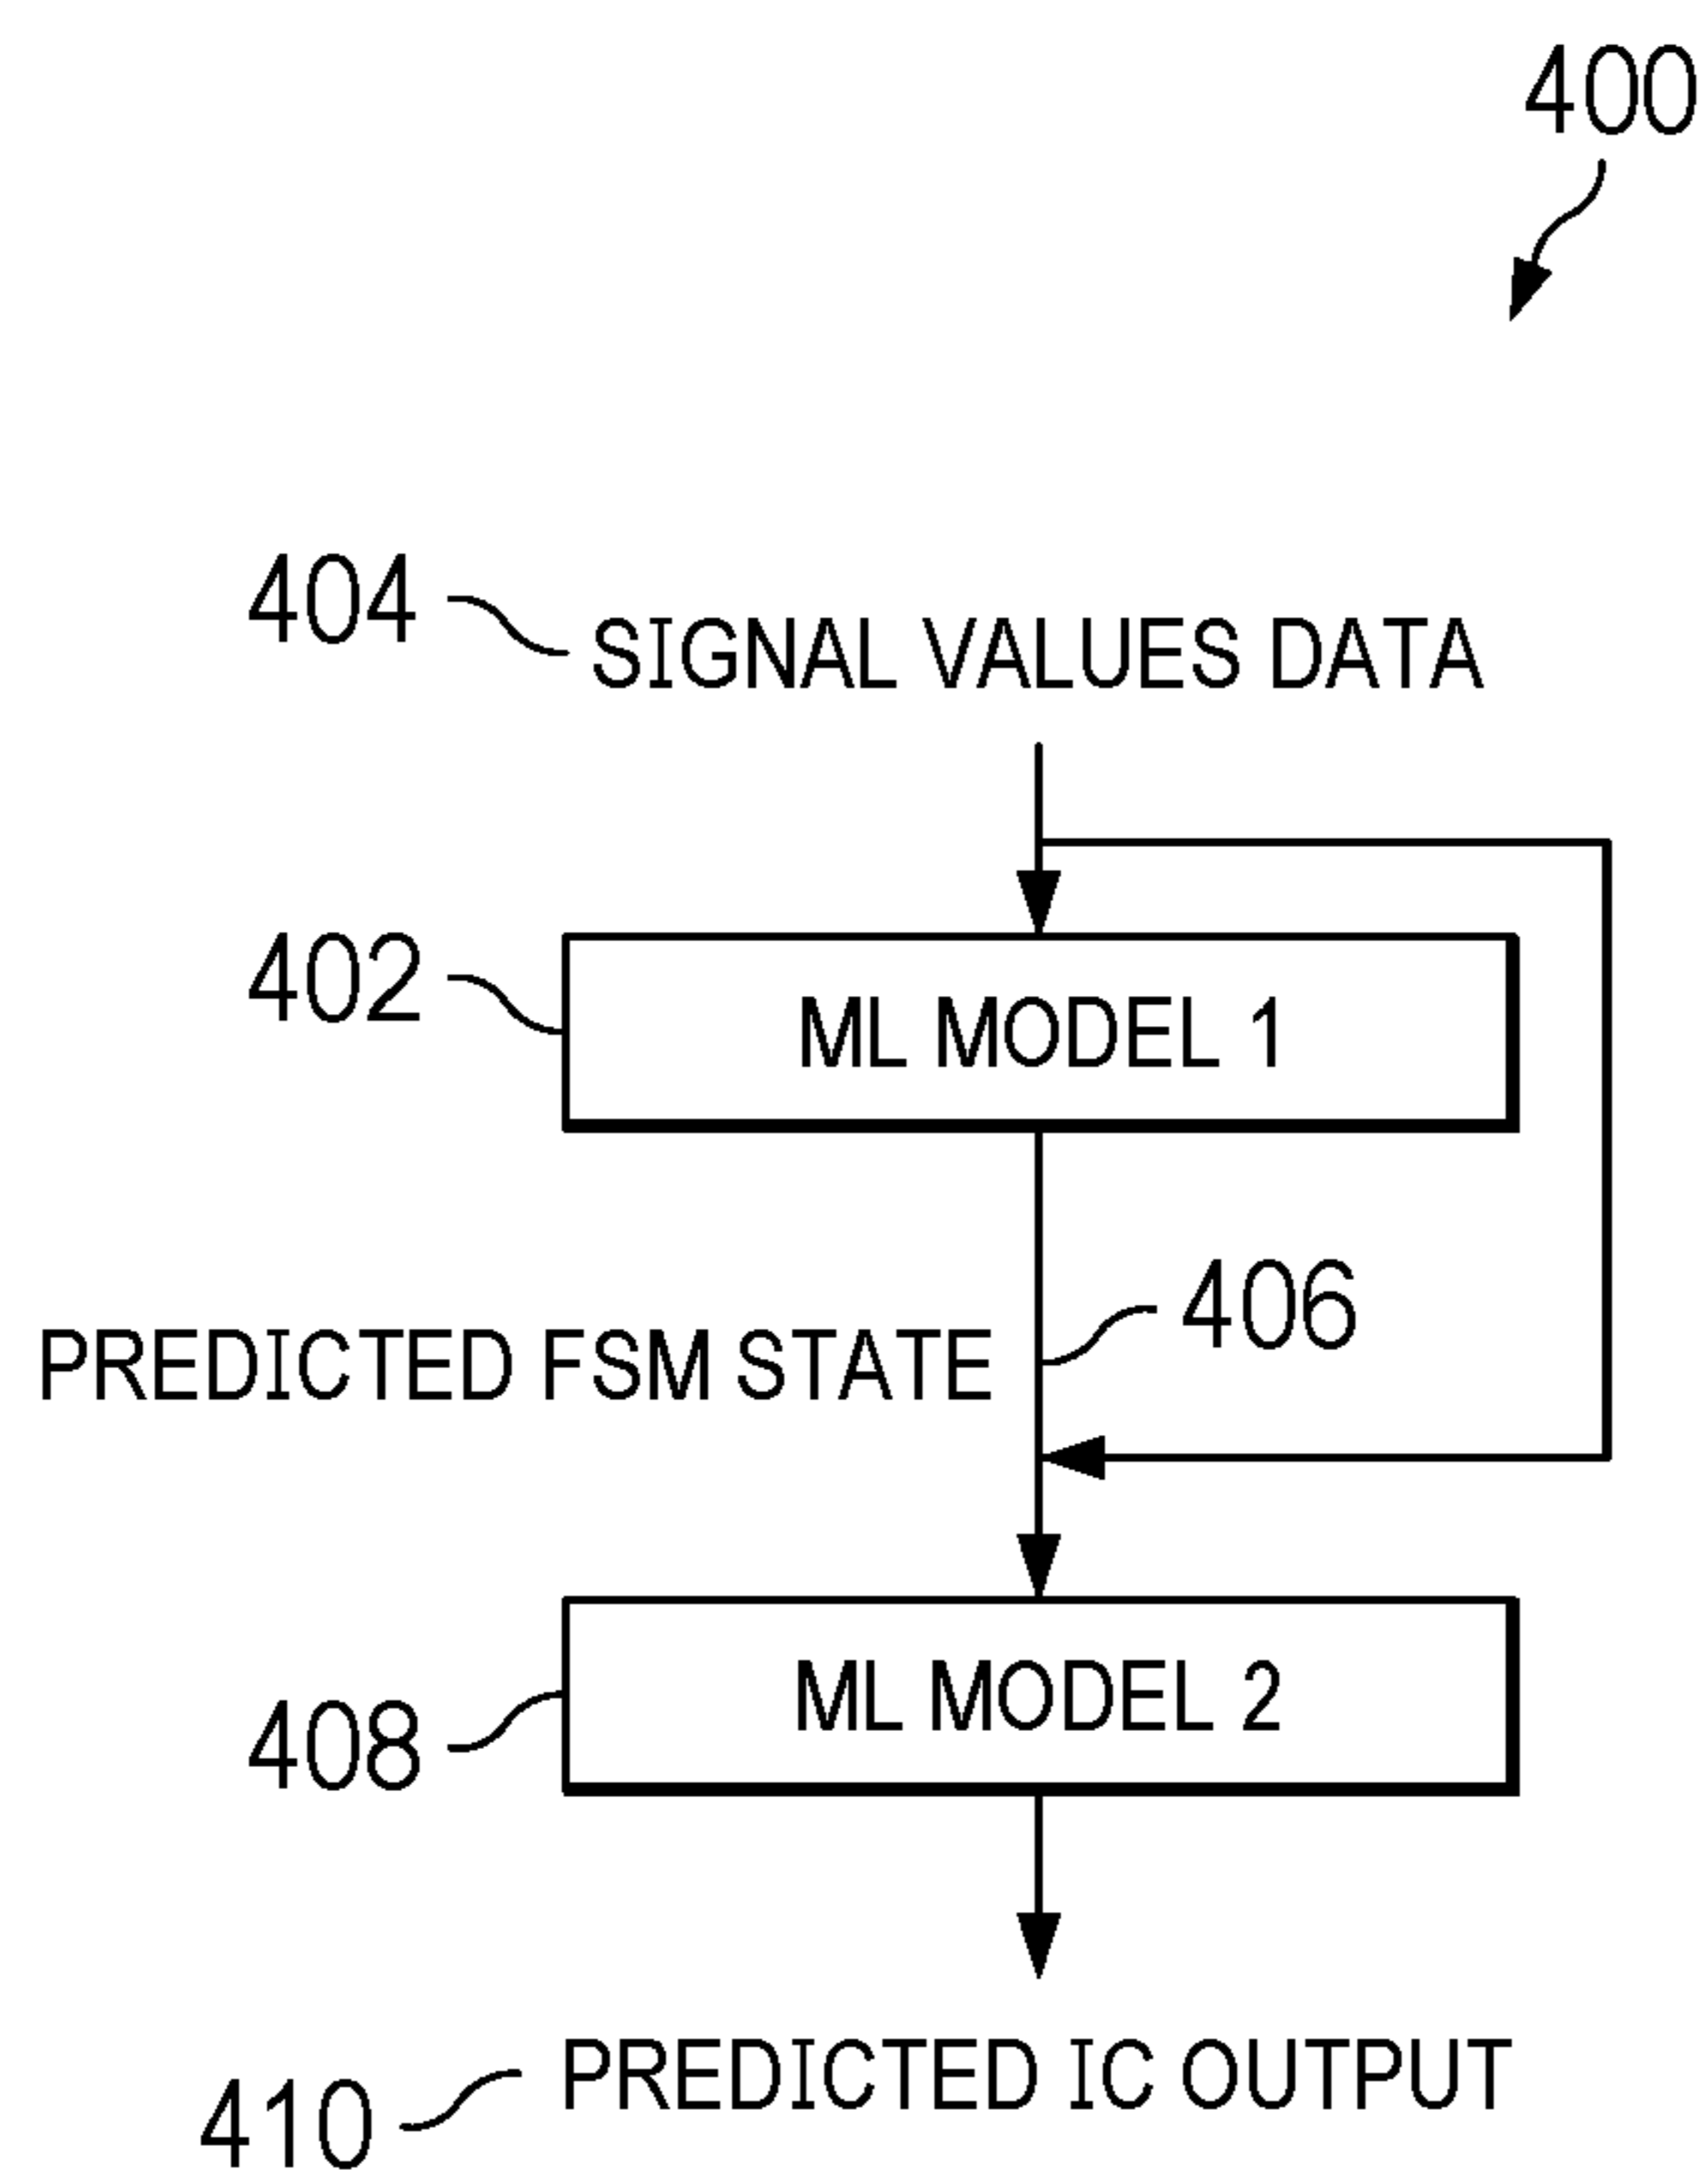 400
404 SIGNAL VALUES DATA
402 ML MODEL 1
406
PREDICTED FSM STATE
ML MODEL 2
408
PREDICTED IC OUTPUT
410